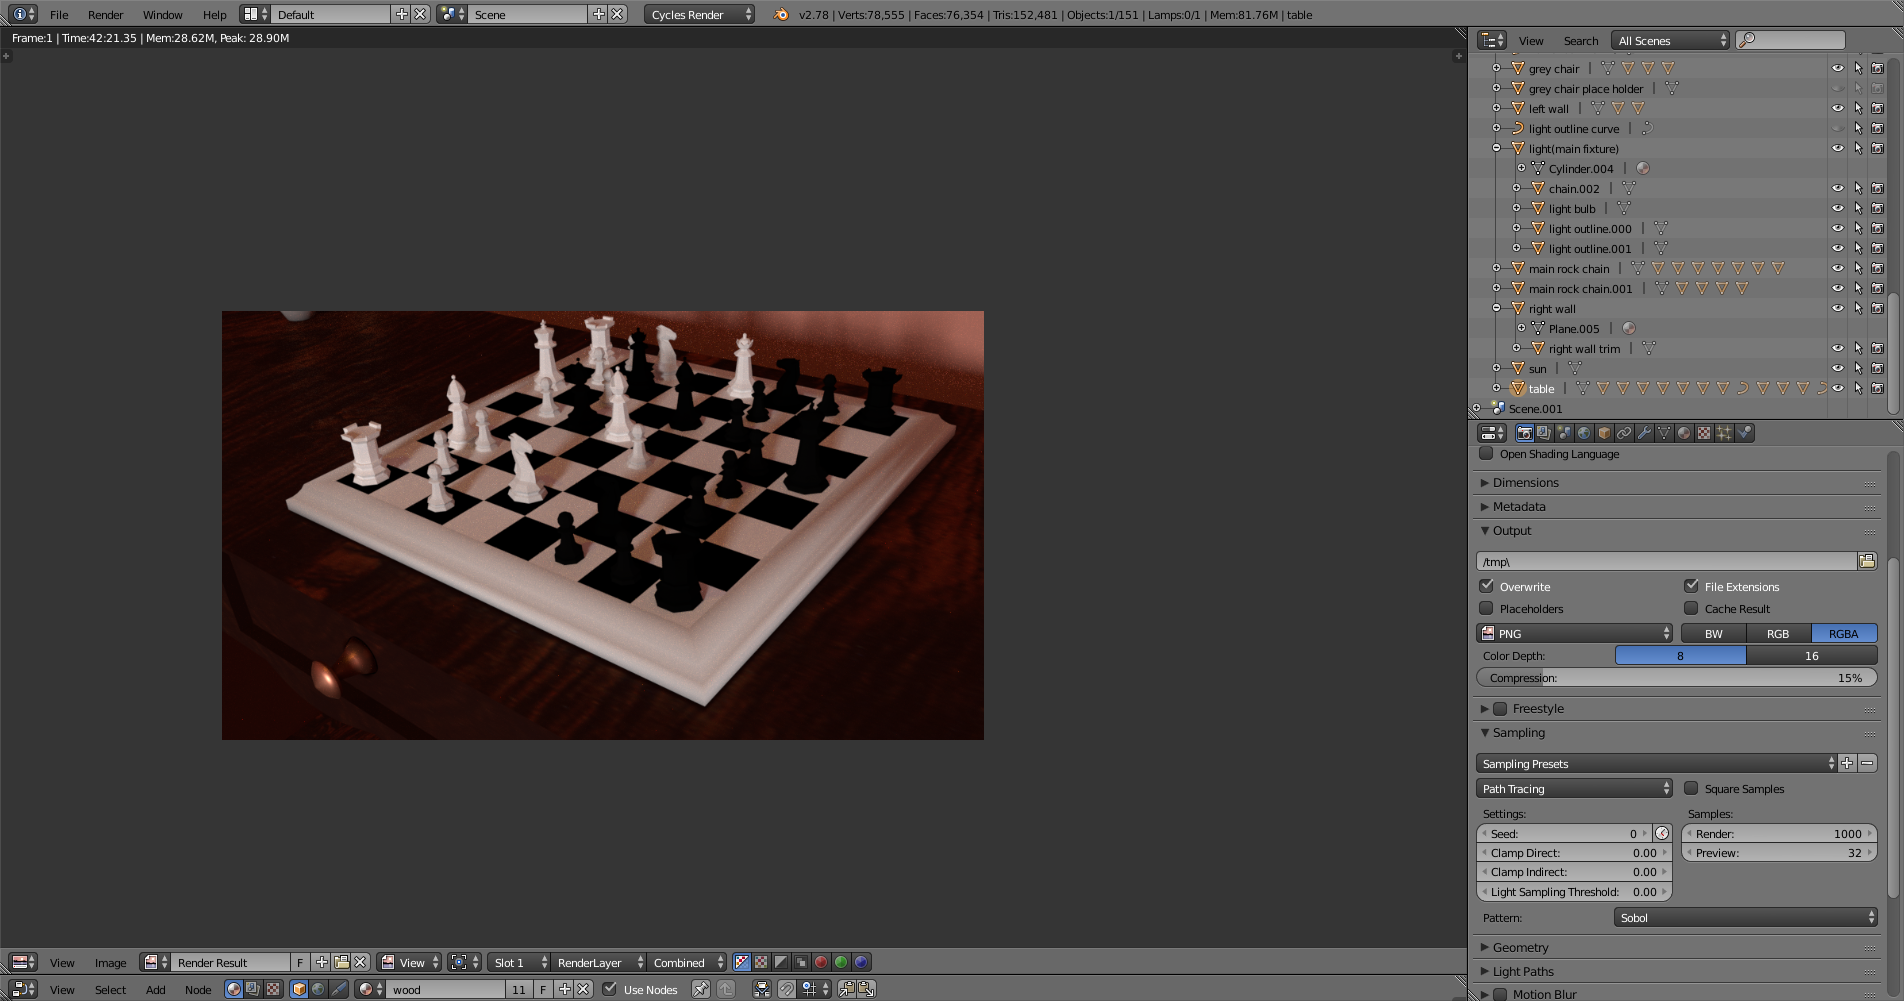 File Render Window Help Default Scene Cycles Render v2.78 | Verts:78,555 | Faces:76,354 | Tris:152,481 | Objects:1/151 | Lamps:0/1 | Mem:81.76M | table
Frame:1 | Time:42:21.35 | Mem:28.62M, Peak: 28.90M
View Search All Scenes
grey chair
grey chair place holder
left wall
light outline curve
light(main fixture)
Cylinder.004
chain.002
light bulb
light outline.000
light outline.001
main rock chain
main rock chain.001
right wall
Plane.005
right wall trim
sun
table
Scene.001
Open Shading Language
Dimensions
Metadata
Output
/tmp\
Overwrite File Extensions
Placeholders Cache Result
PNG BW RGB RGBA
Color Depth: 8 16
Compression: 15%
Freestyle
Sampling
Sampling Presets
Path Tracing Square Samples
Settings: Samples:
Seed: 0 Render: 1000
Clamp Direct: 0.00 Preview: 32
Clamp Indirect: 0.00
Light Sampling Threshold: 0.00
Pattern: Sobol
Geometry
Light Paths
Motion Blur
View Image Render Result F View Slot 1 RenderLayer Combined
View Select Add Node wood 11 F Use Nodes